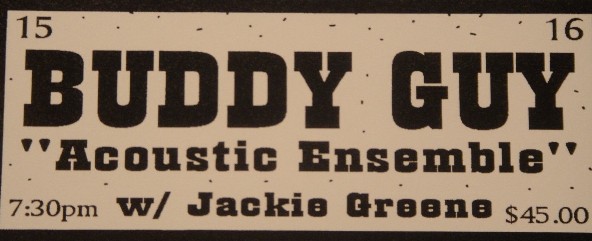 15 16
BUDDY GUY
"Acoustic Ensemble"
7:30pm w/ Jackie Greene $45.00